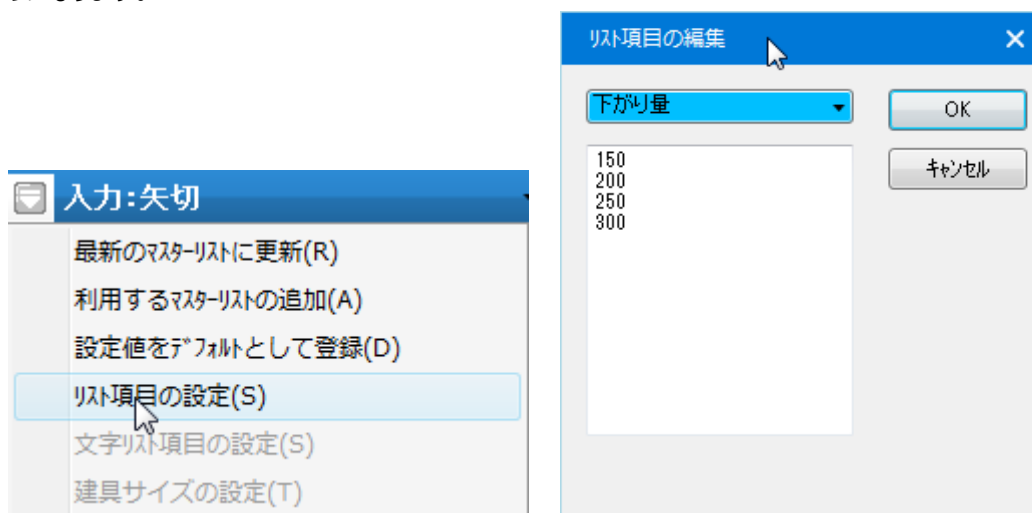 入力:矢切
最新のﾏｽﾀｰﾘｽﾄに更新(R)
利用するﾏｽﾀｰﾘｽﾄの追加(A)
設定値をﾃﾞﾌｫﾙﾄとして登録(D)
ﾘｽﾄ項目の設定(S)
文字ﾘｽﾄ項目の設定(S)
建具サイズの設定(T)
ﾘｽﾄ項目の編集
下がり量
OK
ｷｬﾝｾﾙ
150
200
250
300